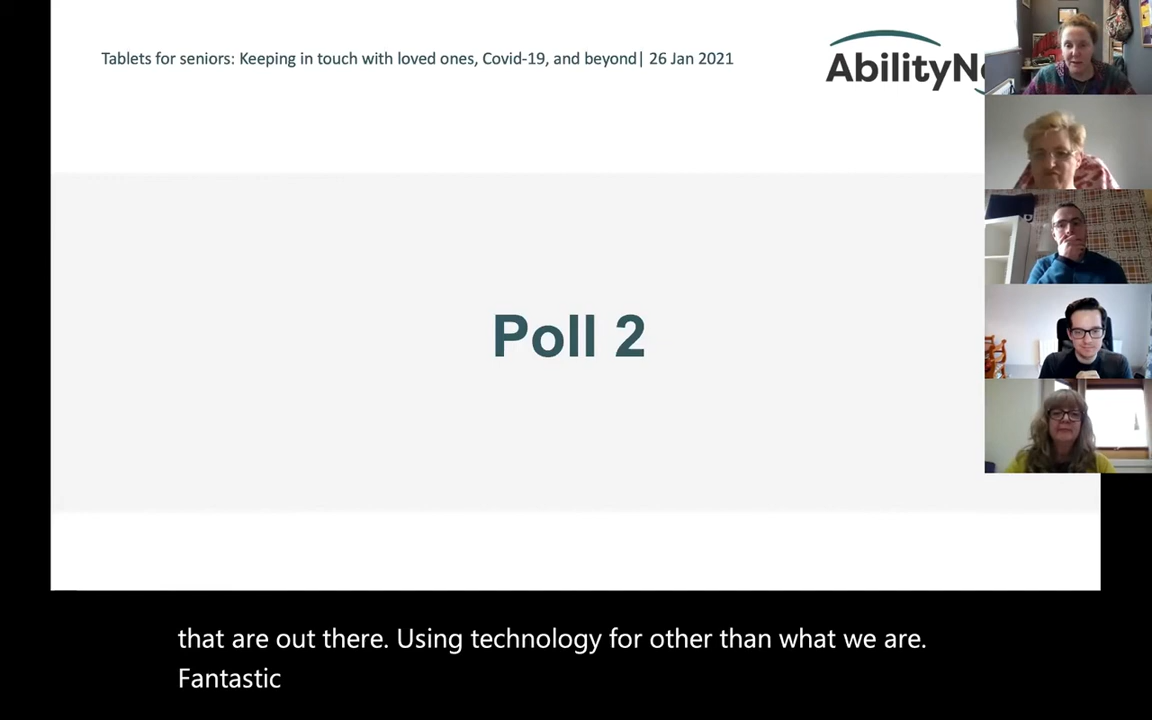 Tablets for seniors: Keeping in touch with loved ones, Covid-19, and beyond| 26 Jan 2021
Poll 2
that are out there. Using technology for other than what we are.
Fantastic